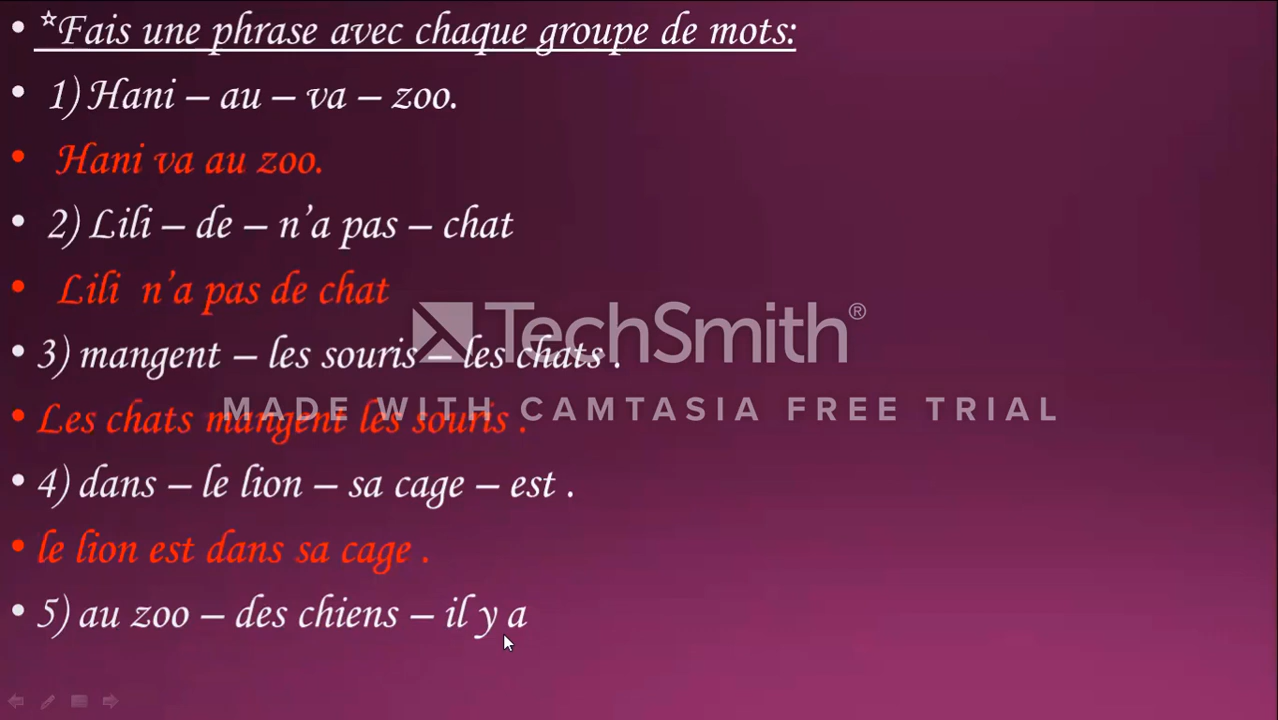 *Fais une phrase avec chaque groupe de mots:
1) Hani – au – va – zoo.
Hani va au zoo.
2) Lili – de – n'a pas – chat
Lili n'a pas de chat
TechSmith®
3) mangent – les souris – les chats .
MADE WITH CAMTASIA FREE TRIAL
Les chats mangent les souris .
4) dans – le lion – sa cage – est .
le lion est dans sa cage .
5) au zoo – des chiens – il y a